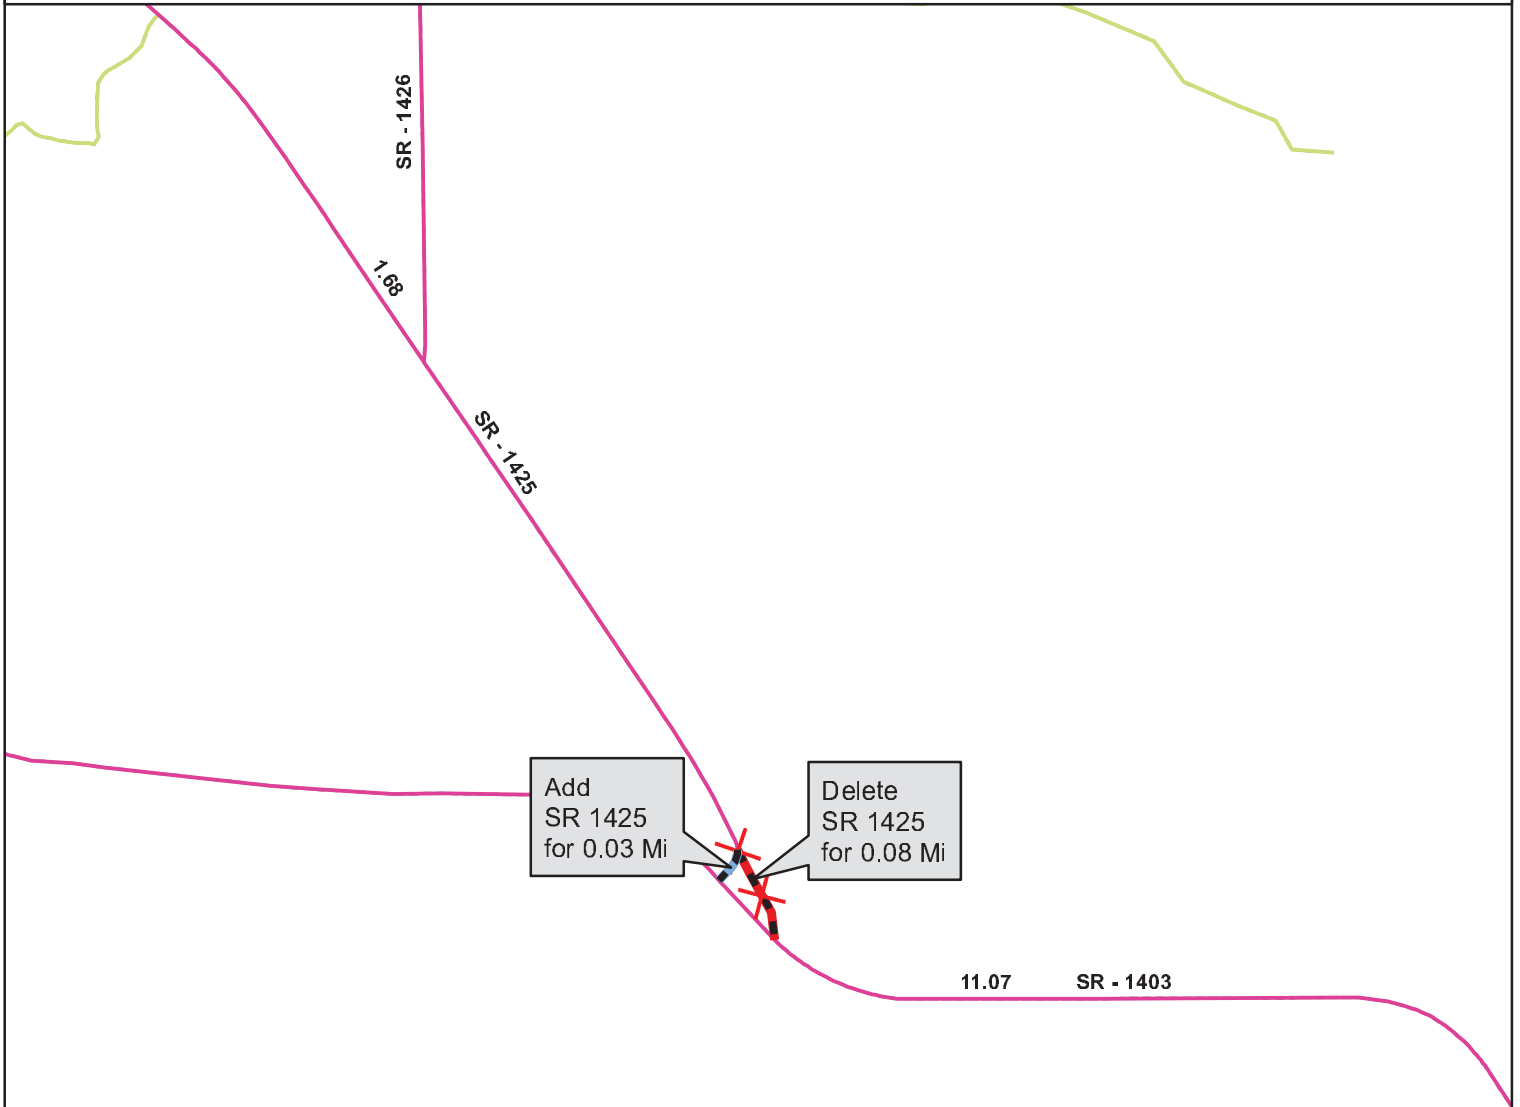 SR - 1426
1.68
SR - 1425
Add
SR 1425
for 0.03 Mi
Delete
SR 1425
for 0.08 Mi
11.07
SR - 1403